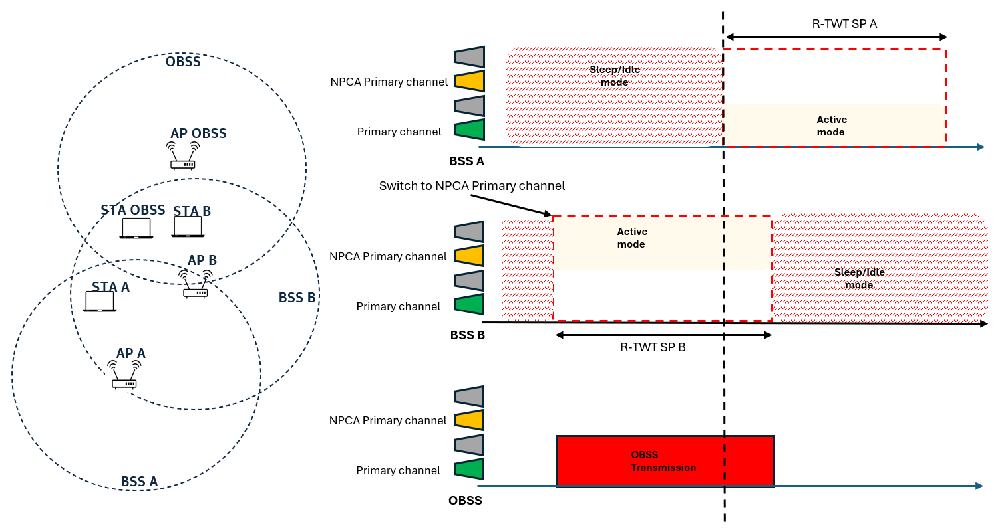 OBSS
AP OBSS
STA OBSS
STA B
AP B
STA A
BSS B
AP A
BSS A
R-TWT SP A
Sleep/Idle
mode
NPCA Primary channel
Active
mode
Primary channel
BSS A
Switch to NPCA Primary channel
Active
mode
NPCA Primary channel
Sleep/Idle
mode
Primary channel
BSS B
R-TWT SP B
NPCA Primary channel
OBSS
Transmission
Primary channel
OBSS